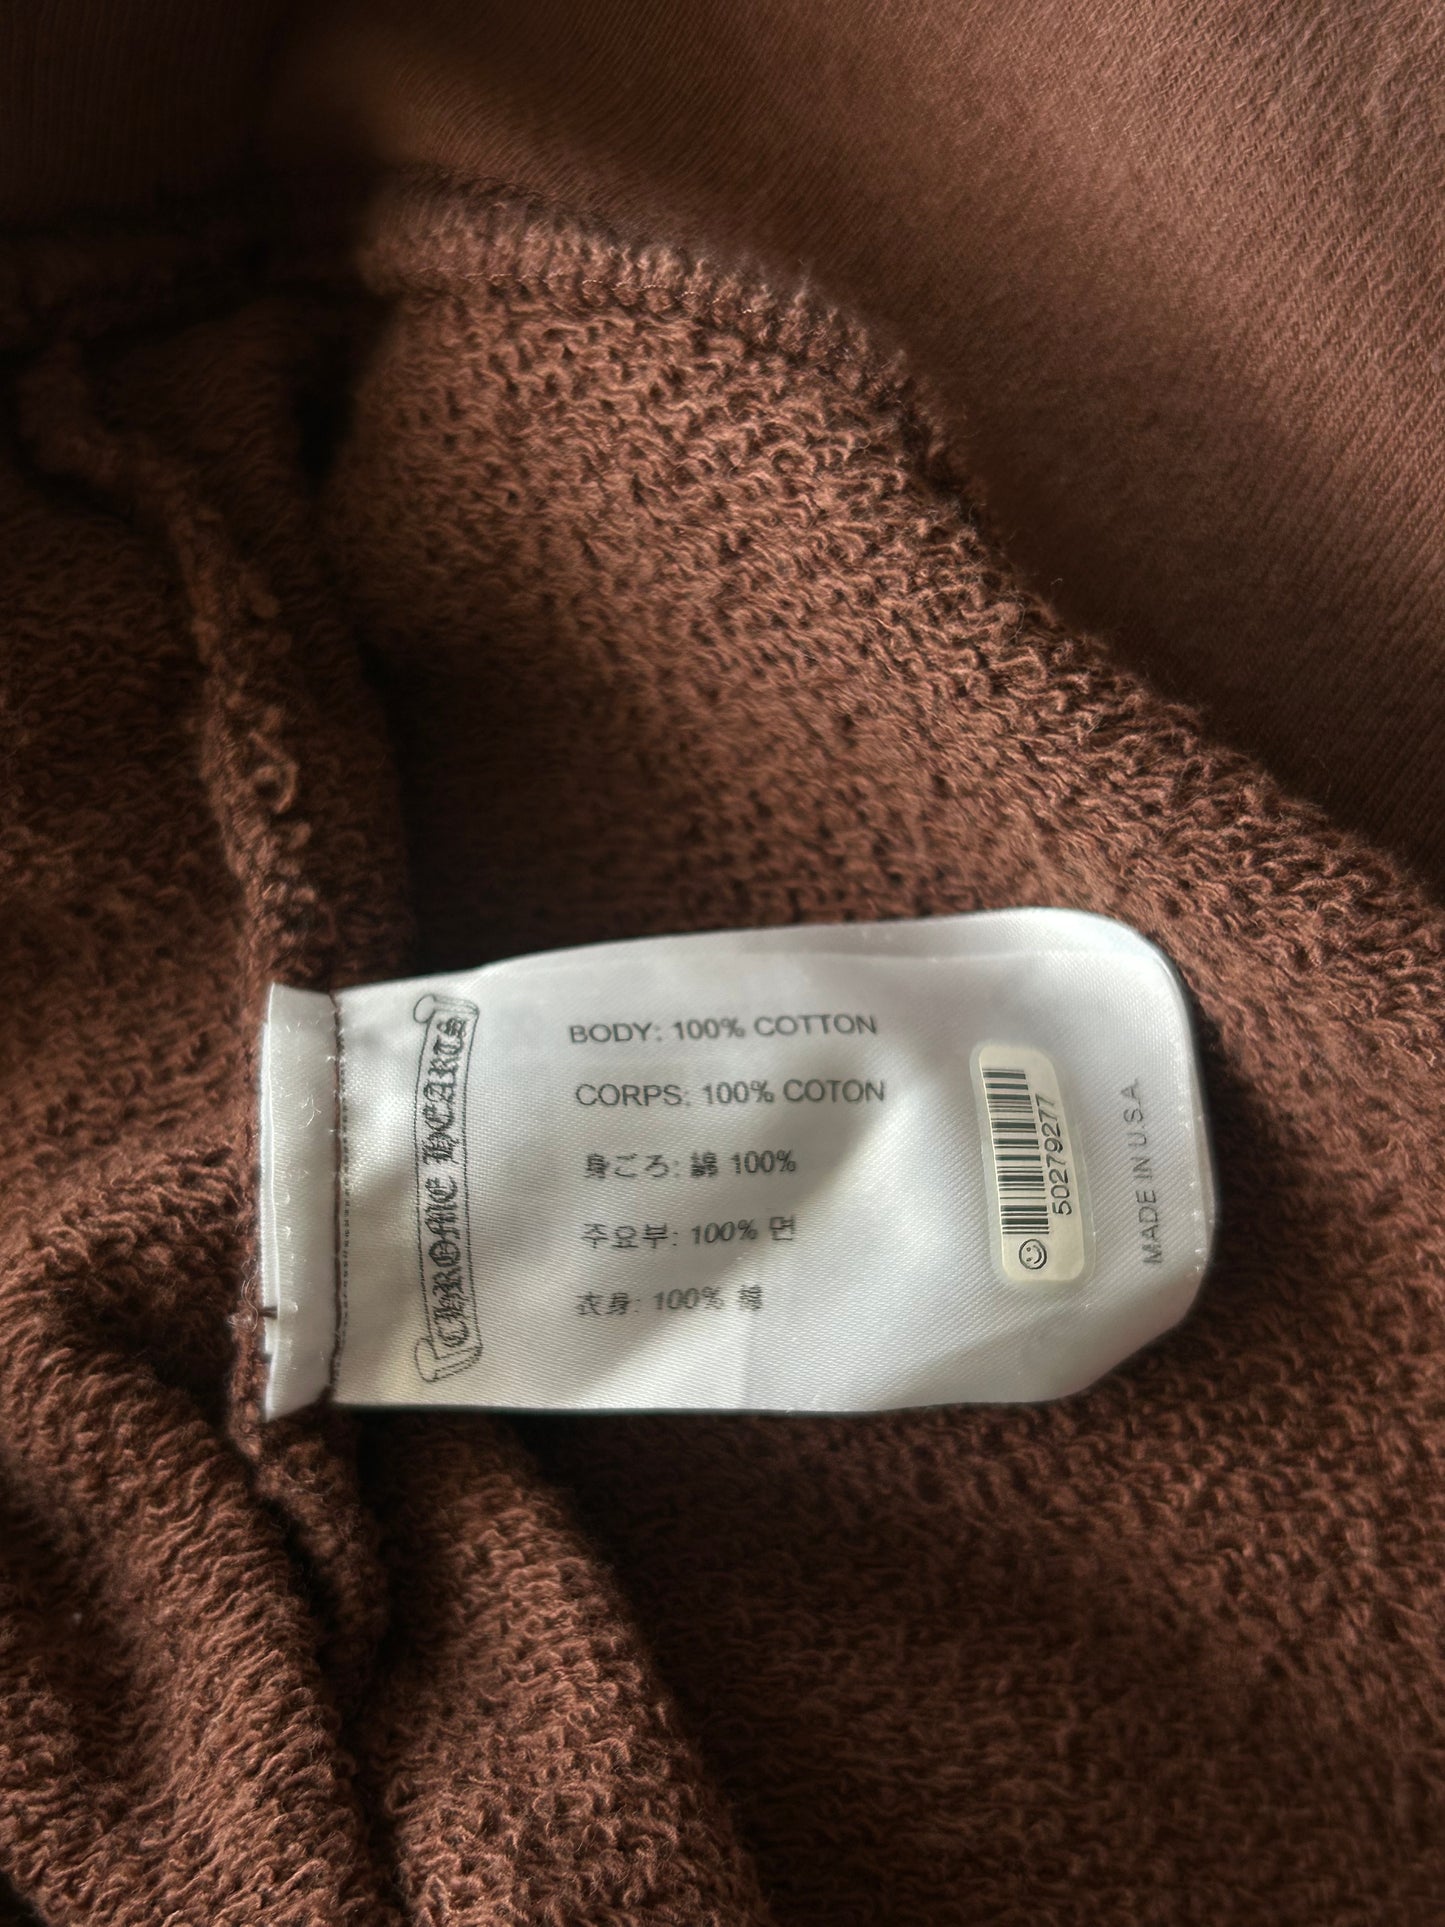 CHROME HEARTS
BODY: 100% COTTON
CORPS: 100% COTON
身ごろ: 綿 100%
주요부: 100% 면
衣身: 100% 綿
50279277
MADE IN U.S.A.